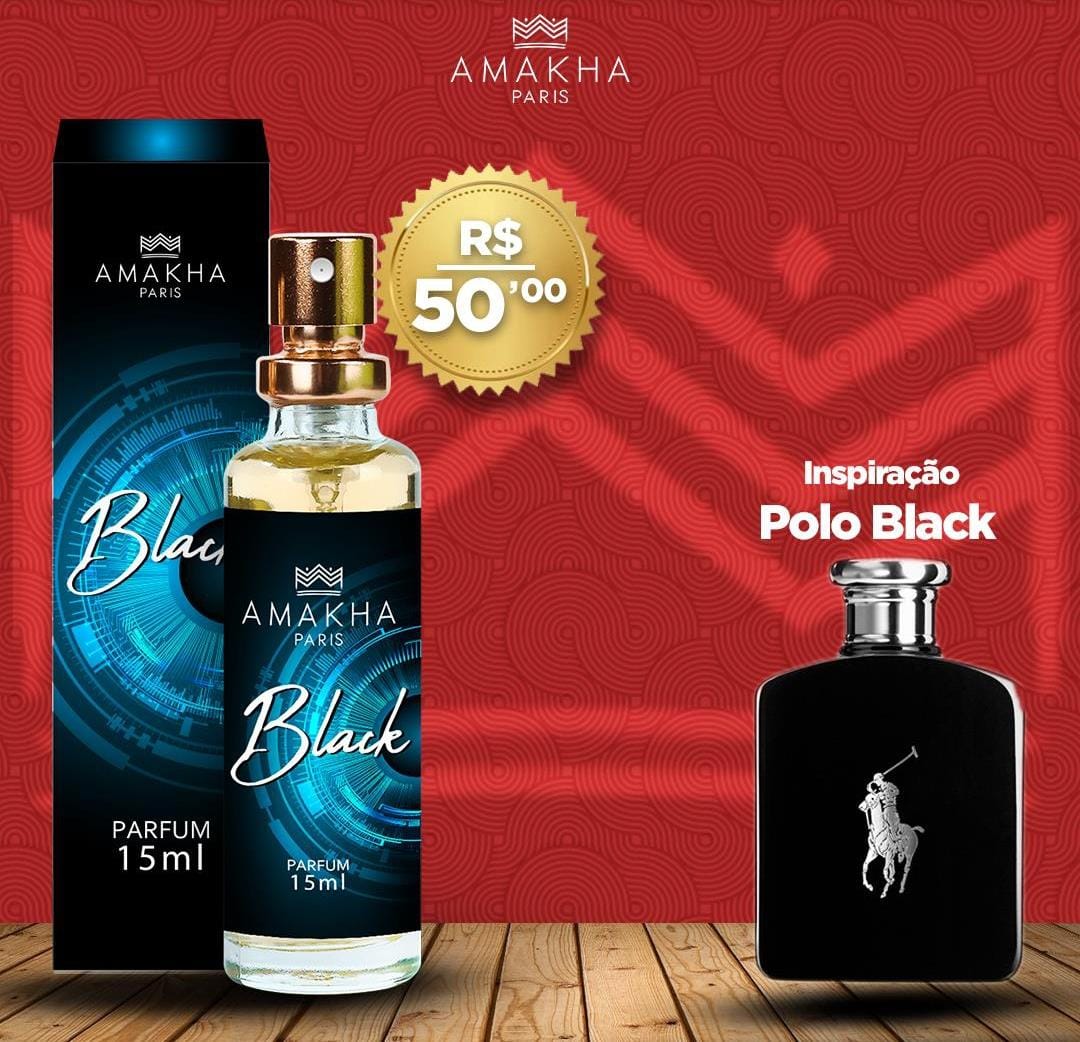 AMAKHA
PARIS
AMAKHA
PARIS
Black
PARFUM
15ml
R$
50,00
AMAKHA
PARIS
Black
PARFUM
15ml
Inspiração
Polo Black